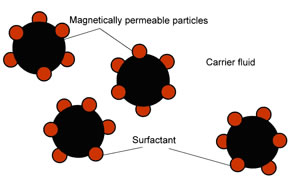 Magnetically permeable particles
Carrier fluid
Surfactant